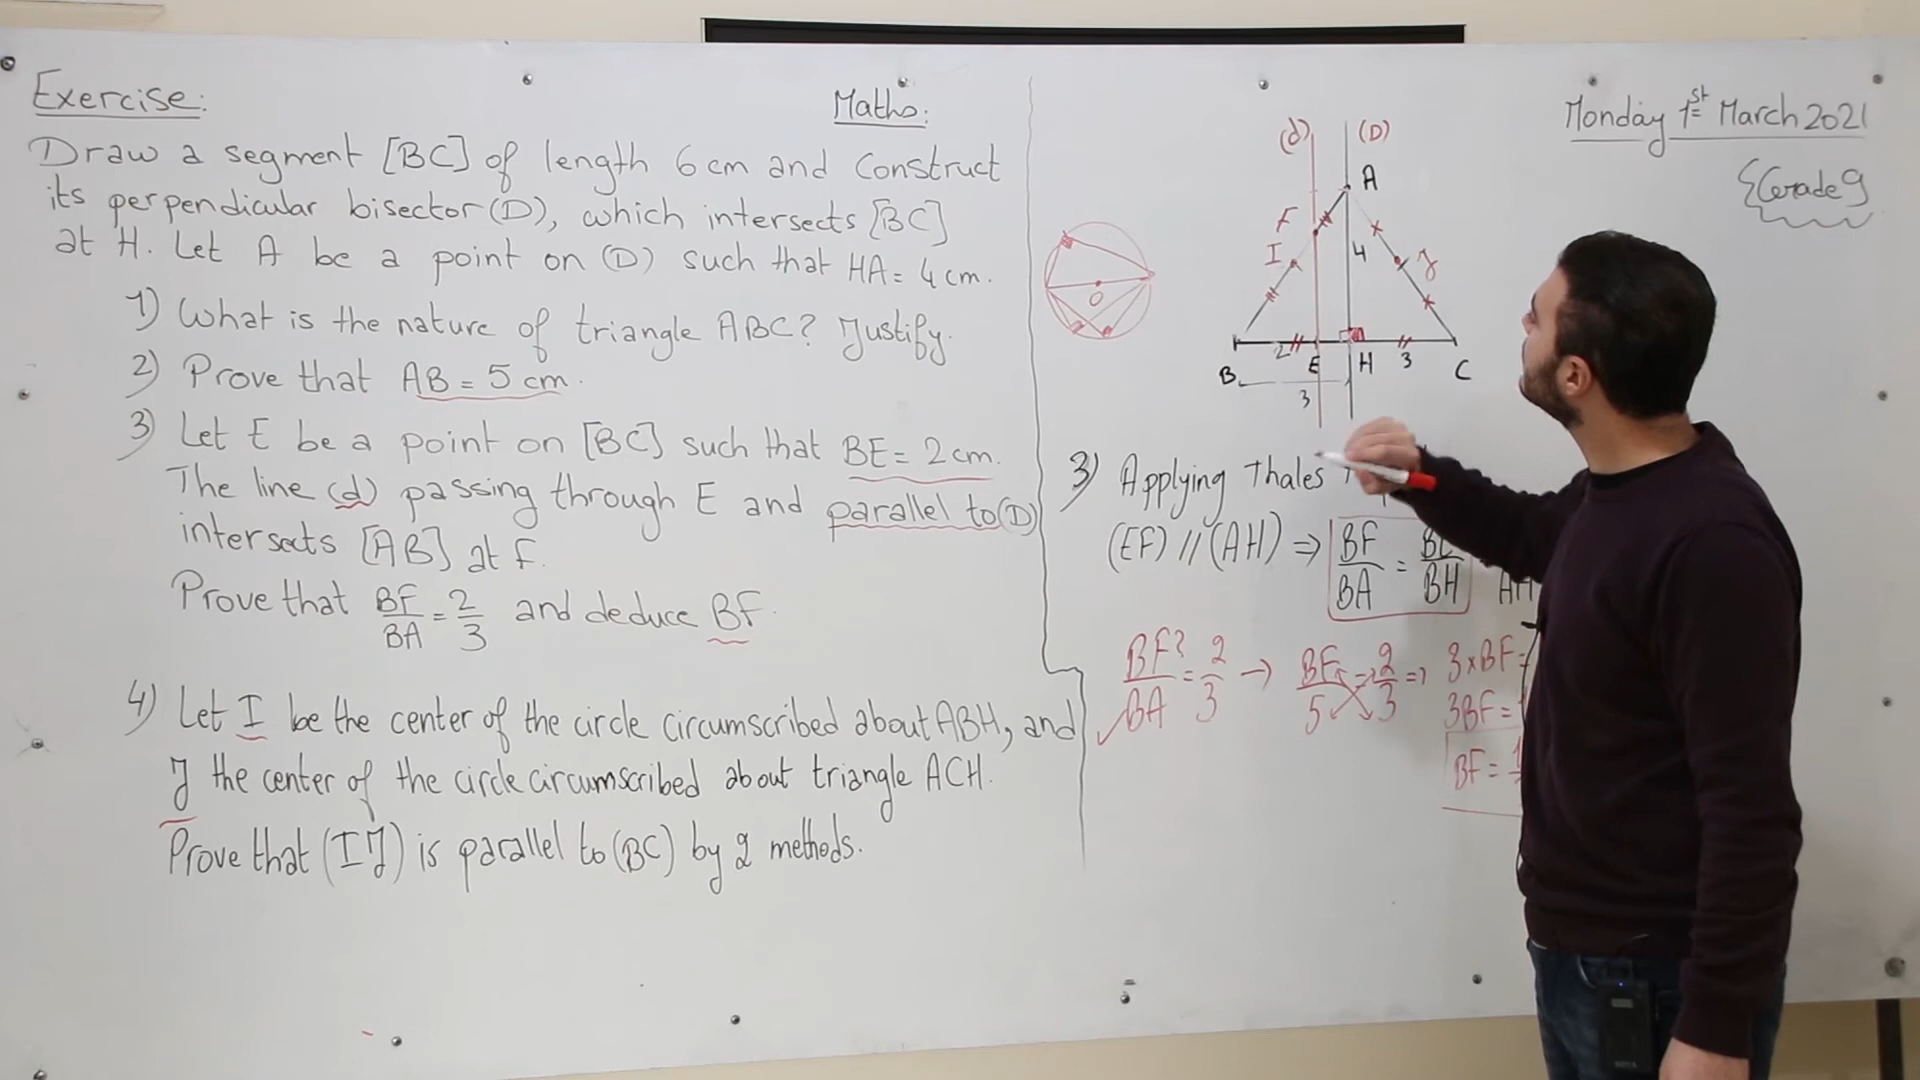 Exercise:
Maths:
Draw a segment [BC] of length 6 cm and construct
its perpendicular bisector (D), which intersects [BC]
at H. Let A be a point on (D) such that HA = 4 cm.
1) What is the nature of triangle ABC? Justify.
2) Prove that AB = 5 cm.
3) Let E be a point on [BC] such that BE = 2 cm.
The line (d) passing through E and parallel to (D)
intersects [AB] at F.
Prove that BF/BA = 2/3 and deduce BF.
4) Let I be the center of the circle circumscribed about ABH, and
J the center of the circle circumscribed about triangle ACH.
Prove that (IJ) is parallel to (BC) by 2 methods.
Monday 1st March 2021
Grade 9
(d) (D)
A
F
I
4
J
O
2
B E H 3 C
3
3) Applying Thales
(EF) // (AH) ⇒ BF/BA = BE/BH
AH
BF?/BA = 2/3 → BF/5 = 2/3 ⇒ 3×BF =
3BF =
BF =